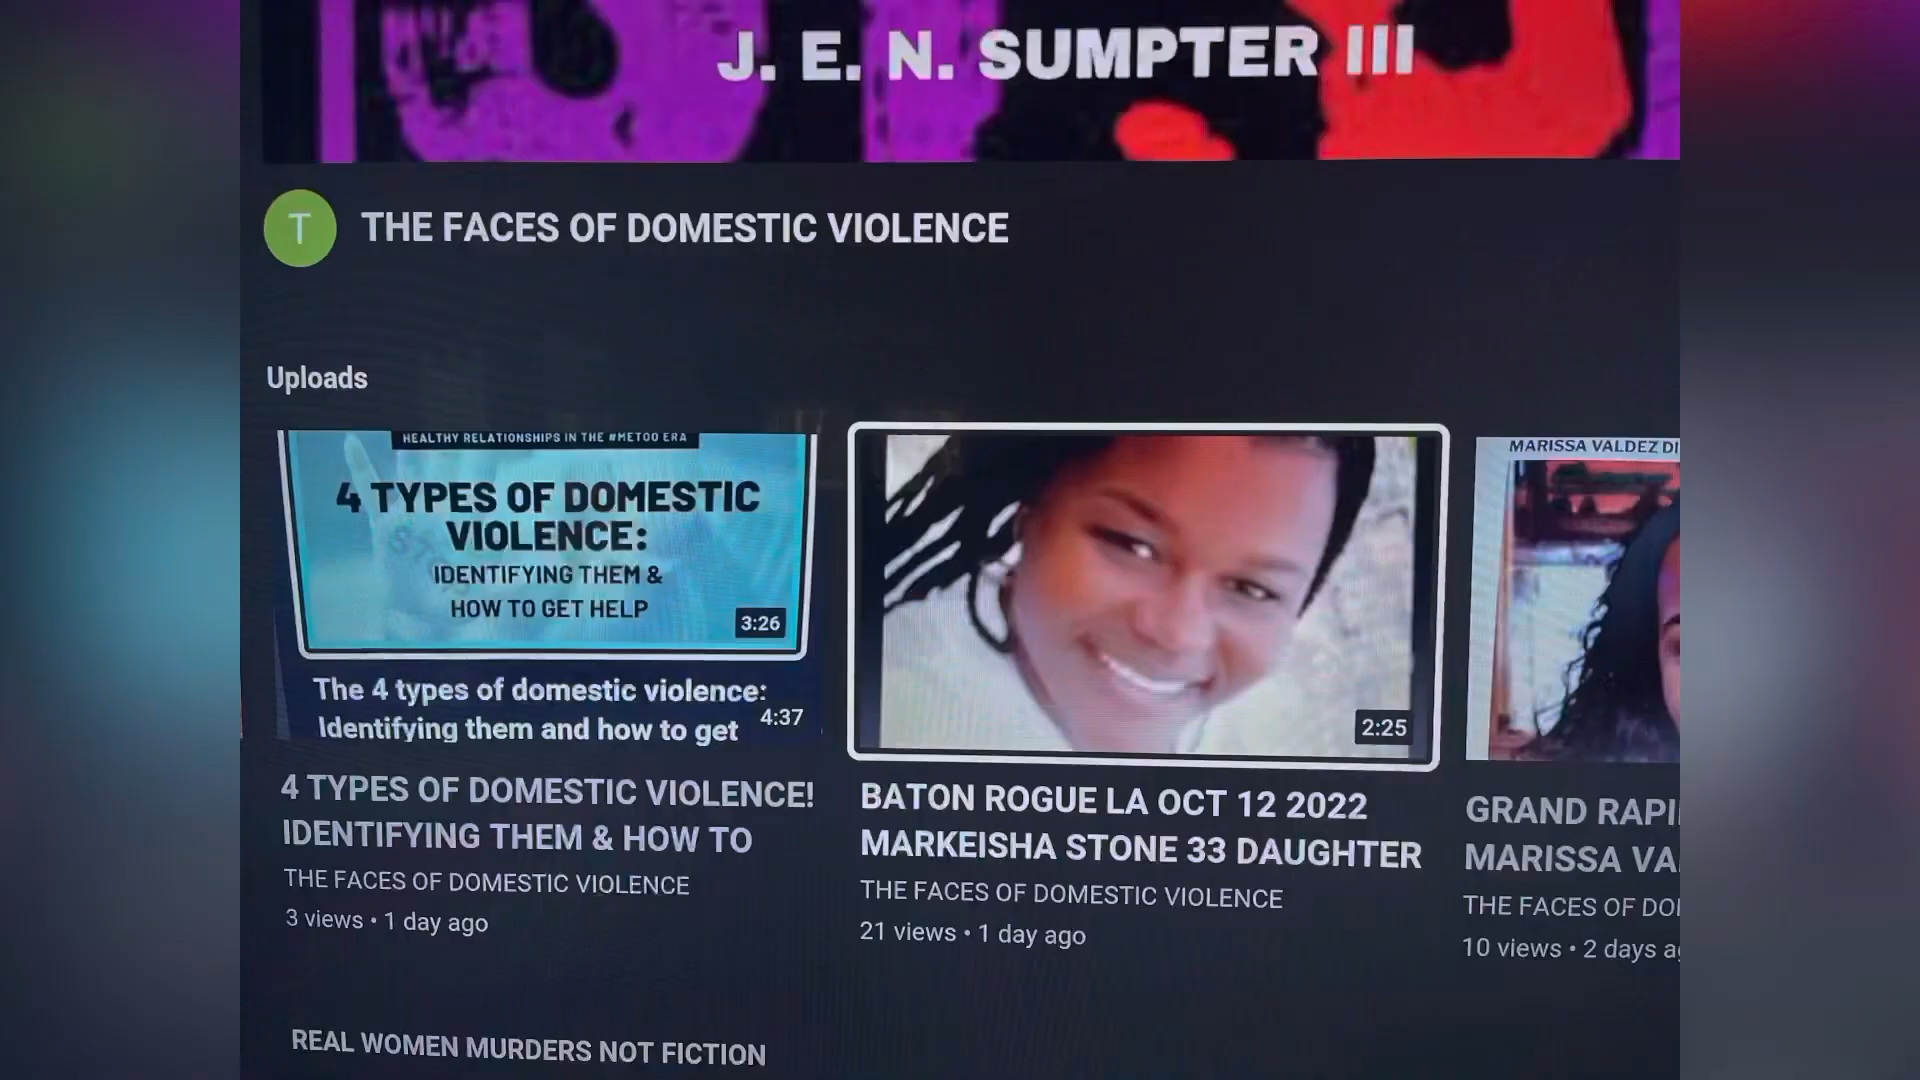 J. E. N. SUMPTER III
T
THE FACES OF DOMESTIC VIOLENCE
Uploads
HEALTHY RELATIONSHIPS IN THE #METOO ERA
4 TYPES OF DOMESTIC
VIOLENCE:
IDENTIFYING THEM &
HOW TO GET HELP
3:26
The 4 types of domestic violence:
Identifying them and how to get
4:37
4 TYPES OF DOMESTIC VIOLENCE!
IDENTIFYING THEM & HOW TO
THE FACES OF DOMESTIC VIOLENCE
3 views • 1 day ago
2:25
BATON ROGUE LA OCT 12 2022
MARKEISHA STONE 33 DAUGHTER
THE FACES OF DOMESTIC VIOLENCE
21 views • 1 day ago
MARISSA VALDEZ
GRAND
MARISSA
THE FACES OF
10 views • 2 days
REAL WOMEN MURDERS NOT FICTION